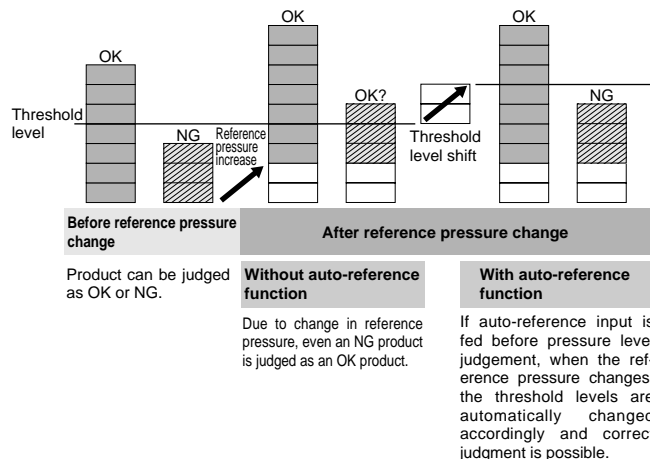 OK
OK
OK
OK?
NG
NG
Threshold
level
Reference
pressure
increase
Threshold
level shift
Before reference pressure
change
After reference pressure change
Product can be judged
as OK or NG.
Without auto-reference
function
Due to change in reference
pressure, even an NG product
is judged as an OK product.
With auto-reference
function
If auto-reference input is
fed before pressure level
judgement, when the ref-
erence pressure changes,
the threshold levels are
automatically changed
accordingly and correct
judgment is possible.